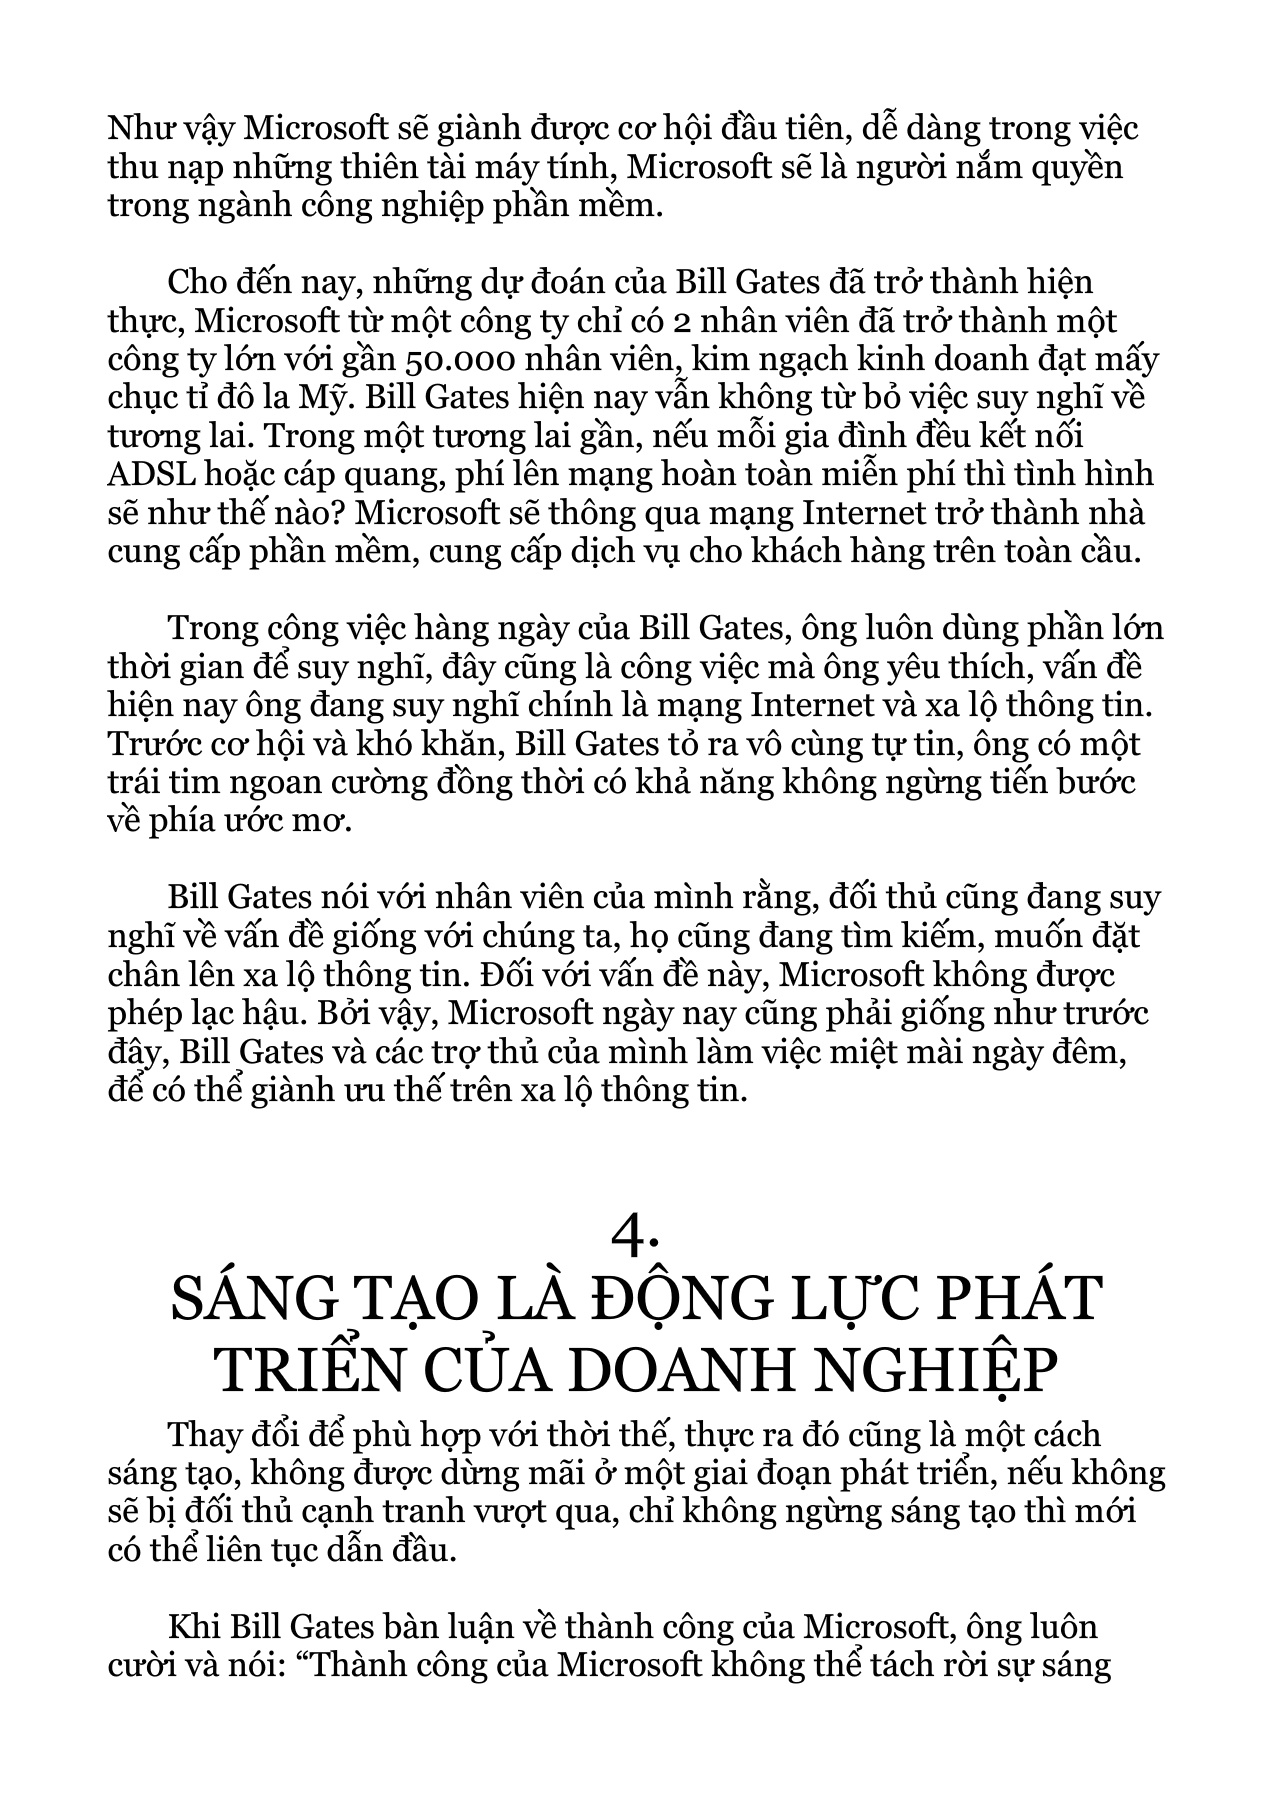 Như vậy Microsoft sẽ giành được cơ hội đầu tiên, dễ dàng trong việc
thu nạp những thiên tài máy tính, Microsoft sẽ là người nắm quyền
trong ngành công nghiệp phần mềm.
Cho đến nay, những dự đoán của Bill Gates đã trở thành hiện
thực, Microsoft từ một công ty chỉ có 2 nhân viên đã trở thành một
công ty lớn với gần 50.000 nhân viên, kim ngạch kinh doanh đạt mấy
chục tỉ đô la Mỹ. Bill Gates hiện nay vẫn không từ bỏ việc suy nghĩ về
tương lai. Trong một tương lai gần, nếu mỗi gia đình đều kết nối
ADSL hoặc cáp quang, phí lên mạng hoàn toàn miễn phí thì tình hình
sẽ như thế nào? Microsoft sẽ thông qua mạng Internet trở thành nhà
cung cấp phần mềm, cung cấp dịch vụ cho khách hàng trên toàn cầu.
Trong công việc hàng ngày của Bill Gates, ông luôn dùng phần lớn
thời gian để suy nghĩ, đây cũng là công việc mà ông yêu thích, vấn đề
hiện nay ông đang suy nghĩ chính là mạng Internet và xa lộ thông tin.
Trước cơ hội và khó khăn, Bill Gates tỏ ra vô cùng tự tin, ông có một
trái tim ngoan cường đồng thời có khả năng không ngừng tiến bước
về phía ước mơ.
Bill Gates nói với nhân viên của mình rằng, đối thủ cũng đang suy
nghĩ về vấn đề giống với chúng ta, họ cũng đang tìm kiếm, muốn đặt
chân lên xa lộ thông tin. Đối với vấn đề này, Microsoft không được
phép lạc hậu. Bởi vậy, Microsoft ngày nay cũng phải giống như trước
đây, Bill Gates và các trợ thủ của mình làm việc miệt mài ngày đêm,
để có thể giành ưu thế trên xa lộ thông tin.
4.
SÁNG TẠO LÀ ĐỘNG LỰC PHÁT
TRIỂN CỦA DOANH NGHIỆP
Thay đổi để phù hợp với thời thế, thực ra đó cũng là một cách
sáng tạo, không được dừng mãi ở một giai đoạn phát triển, nếu không
sẽ bị đối thủ cạnh tranh vượt qua, chỉ không ngừng sáng tạo thì mới
có thể liên tục dẫn đầu.
Khi Bill Gates bàn luận về thành công của Microsoft, ông luôn
cười và nói: “Thành công của Microsoft không thể tách rời sự sáng